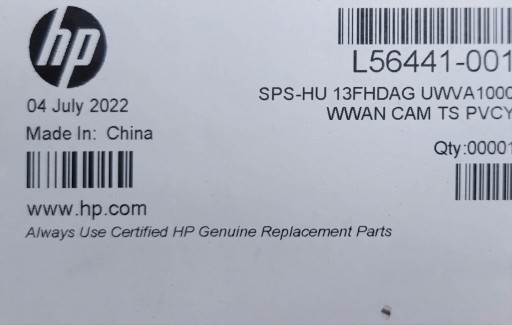 hp
L56441-001
SPS-HU 13FHDAG UWVA1000
WWAN CAM TS PVCY
04 July 2022
Made In: China
Qty:00001
www.hp.com
Always Use Certified HP Genuine Replacement Parts